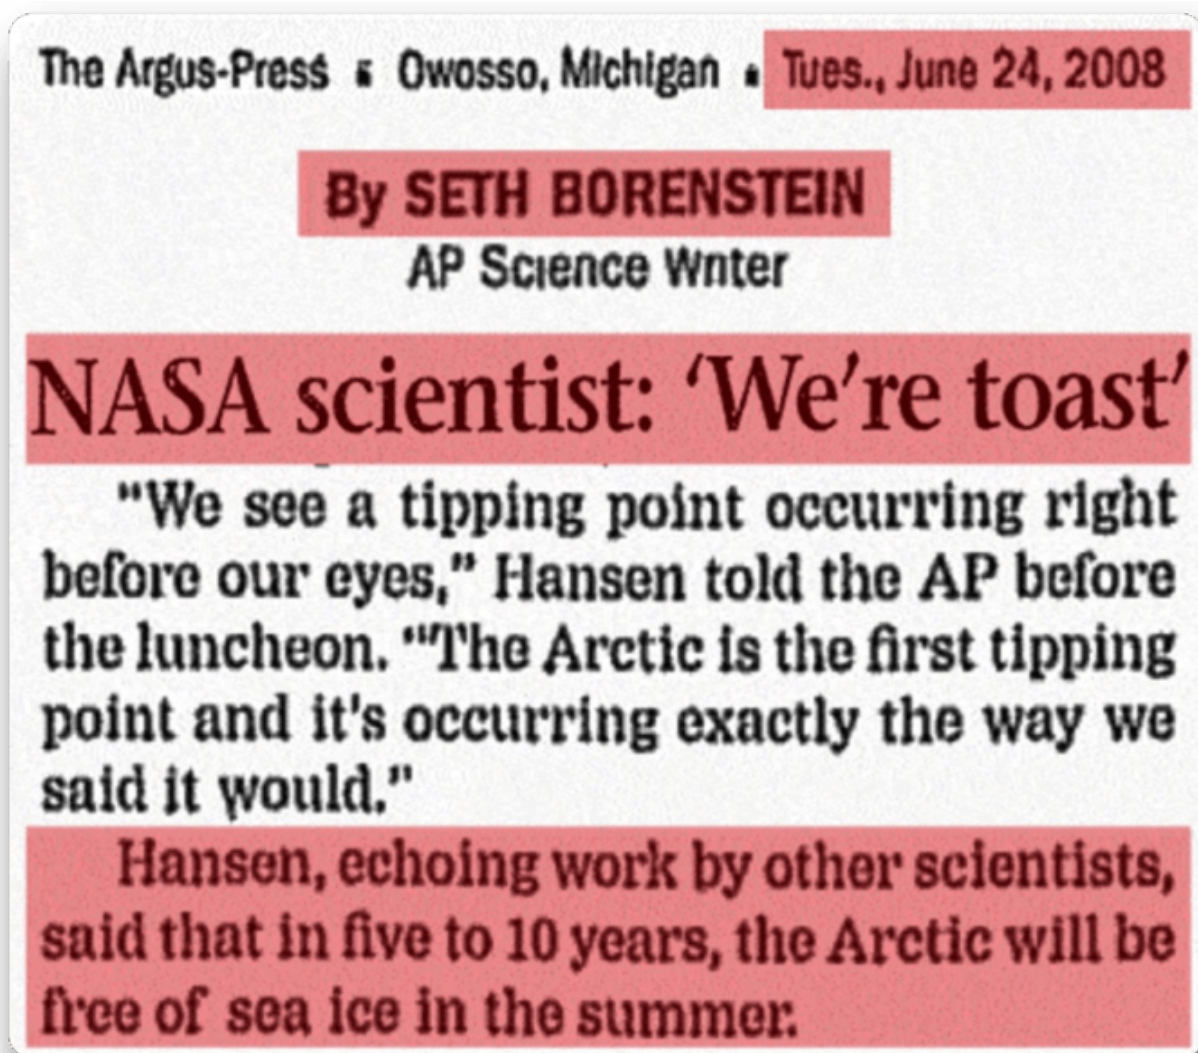 The Argus-Press ▪ Owosso, Michigan ▪ Tues., June 24, 2008
By SETH BORENSTEIN
AP Science Writer
NASA scientist: ‘We’re toast’
"We see a tipping point occurring right
before our eyes," Hansen told the AP before
the luncheon. "The Arctic is the first tipping
point and it's occurring exactly the way we
said it would."
Hansen, echoing work by other scientists,
said that in five to 10 years, the Arctic will be
free of sea ice in the summer.